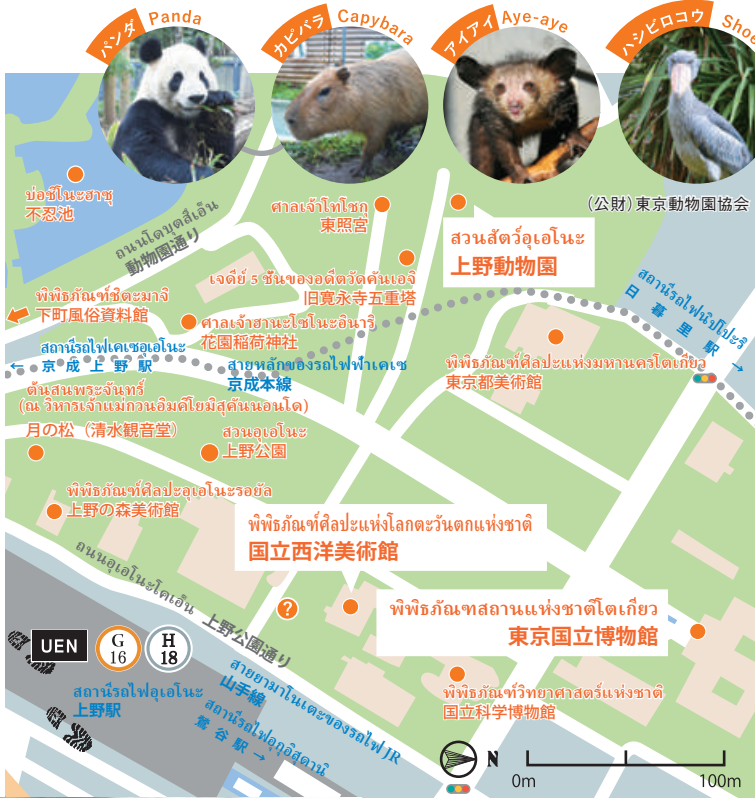 パンダ Panda
カピバラ Capybara
アイアイ Aye-aye
ハシビロコウ Shoe
(公財)東京動物園協会
บ่อชิโนะฮาซุ
不忍池
ถนนโดบุตสึเอ็น
動物園通り
ศาลเจ้าโทโชกุ
東照宮
สวนสัตว์อุเอโนะ
上野動物園
เจดีย์ 5 ชั้นของอดีตวัดคันเอจิ
旧寛永寺五重塔
สถานีรถไฟนิปโปะริ
日暮里駅 →
พิพิธภัณฑ์ชิตะมาจิ
下町風俗資料館
ศาลเจ้าฮานะโซโนะอินาริ
花園稲荷神社
สถานีรถไฟเคเซอุเอโนะ
← 京成上野駅
สายหลักของรถไฟฟ้าเคเซ
京成本線
พิพิธภัณฑ์ศิลปะแห่งมหานครโตเกียว
東京都美術館
ต้นสนพระจันทร์
(ณ วิหารเจ้าแมกวนอิมคิโยมิสุคันนอนโด)
月の松(清水観音堂)
สวนอุเอโนะ
上野公園
พิพิธภัณฑ์ศิลปะอุเอโนะรอยัล
上野の森美術館
พิพิธภัณฑ์ศิลปะแห่งโลกตะวันตกแห่งชาติ
国立西洋美術館
ถนนอุเอโนะโคเอ็น
上野公園通り
?
พิพิธภัณฑสถานแห่งชาติโตเกียว
東京国立博物館
UEN
G
16
H
18
สถานีรถไฟอุเอโนะ
上野駅
สายยามาโนเตะของรถไฟ JR
山手線
สถานีรถไฟอุกุอิสุดานิ
鶯谷駅 →
พิพิธภัณฑ์วิทยาศาสตร์แห่งชาติ
国立科学博物館
N
0m
100m